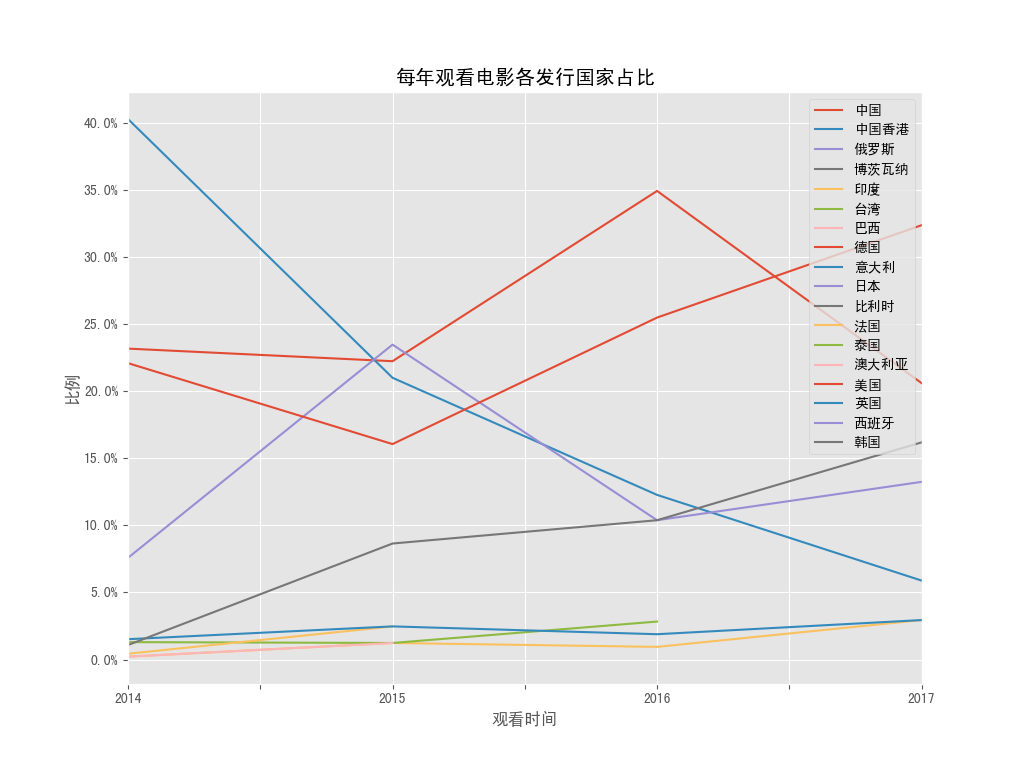 每年观看电影各发行国家占比
40.0%
35.0%
30.0%
25.0%
20.0%
15.0%
10.0%
5.0%
0.0%
比例
中国
中国香港
俄罗斯
博茨瓦纳
印度
台湾
巴西
德国
意大利
日本
比利时
法国
泰国
澳大利亚
美国
英国
西班牙
韩国
2014
2015
2016
2017
观看时间